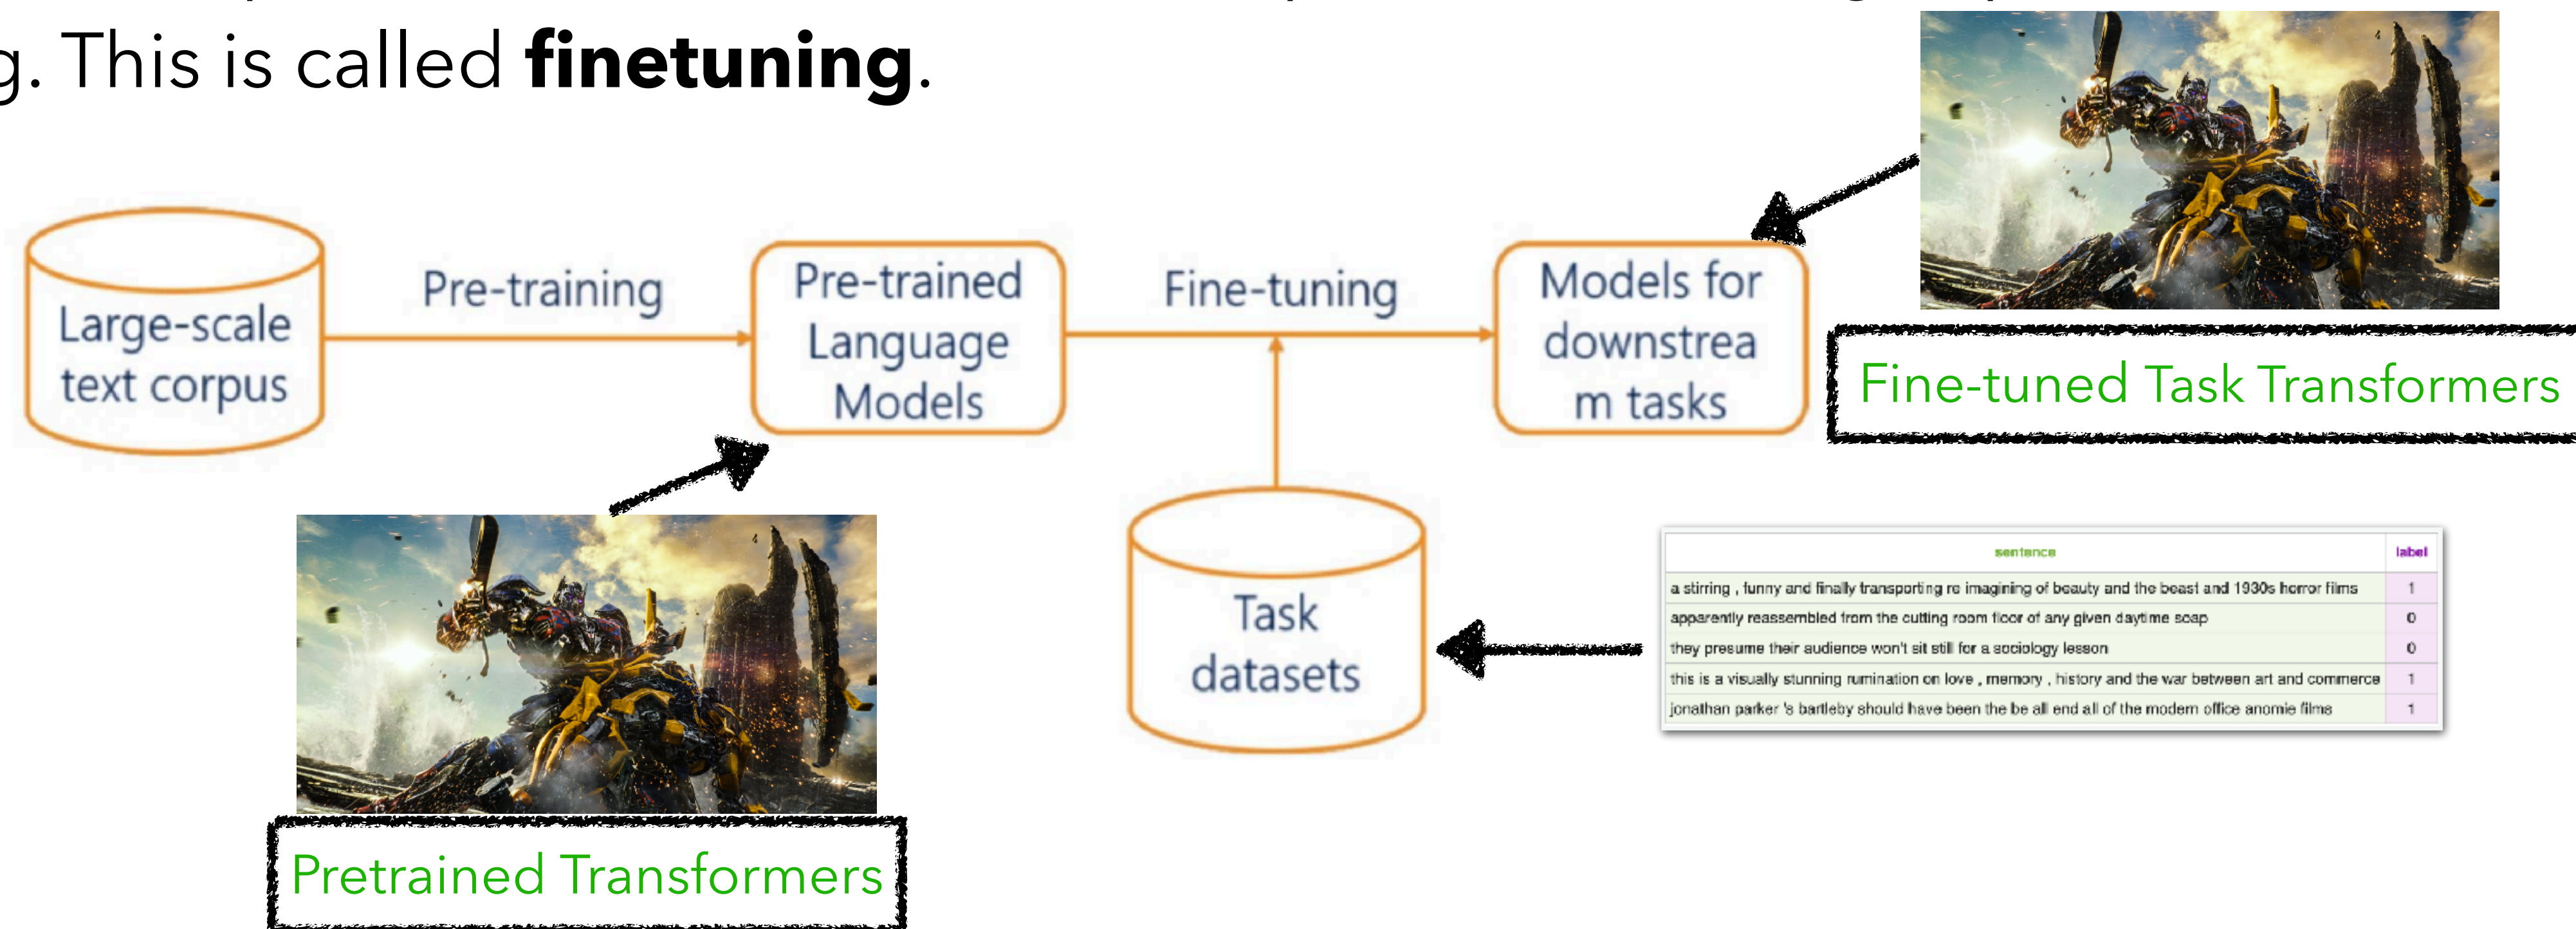 g. This is called finetuning.
Large-scale
text corpus
Pre-training
Pre-trained
Language
Models
Fine-tuning
Models for
downstrea
m tasks
Fine-tuned Task Transformers
Task
datasets
sentence label
a stirring , funny and finally transporting re imagining of beauty and the beast and 1930s horror films 1
apparently reassembled from the cutting room floor of any given daytime soap 0
they presume their audience won't sit still for a sociology lesson 0
this is a visually stunning rumination on love , memory , history and the war between art and commerce 1
jonathan parker 's bartleby should have been the be all end all of the modern office anomie films 1
Pretrained Transformers